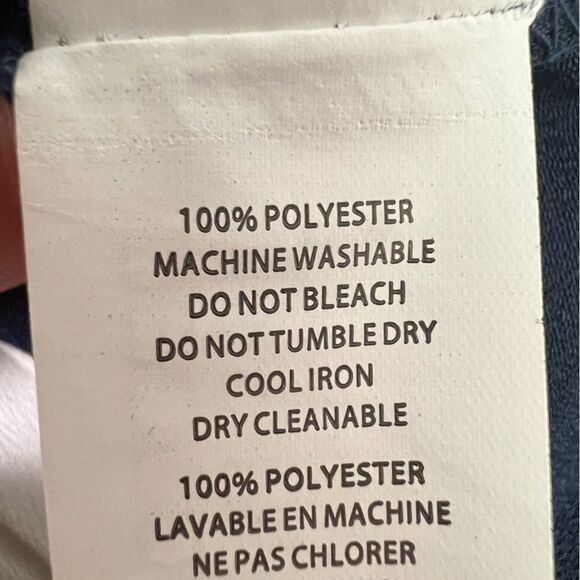 100% POLYESTER
MACHINE WASHABLE
DO NOT BLEACH
DO NOT TUMBLE DRY
COOL IRON
DRY CLEANABLE
100% POLYESTER
LAVABLE EN MACHINE
NE PAS CHLORER